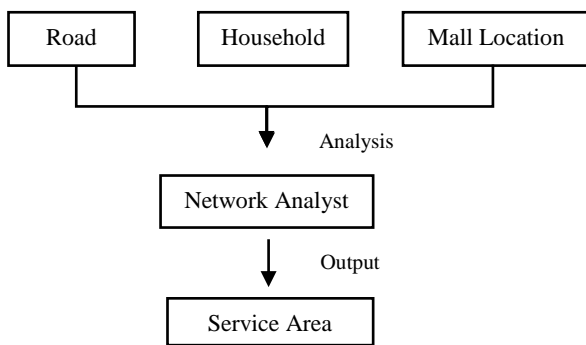 Road Household Mall Location
Analysis
Network Analyst
Output
Service Area